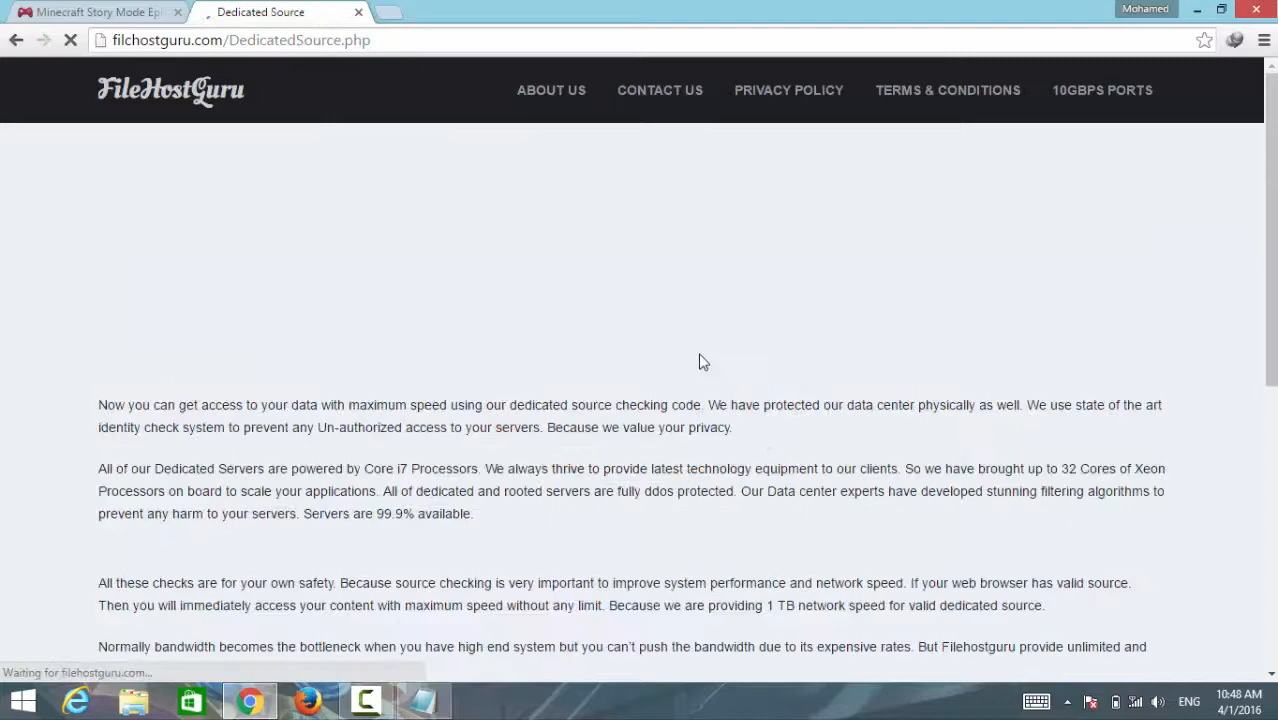 Minecraft Story Mode Epi
Dedicated Source
Mohamed
filehostguru.com/DedicatedSource.php
FileHostGuru
ABOUT US
CONTACT US
PRIVACY POLICY
TERMS & CONDITIONS
10GBPS PORTS
Now you can get access to your data with maximum speed using our dedicated source checking code. We have protected our data center physically as well. We use state of the art
identity check system to prevent any Un-authorized access to your servers. Because we value your privacy.
All of our Dedicated Servers are powered by Core i7 Processors. We always thrive to provide latest technology equipment to our clients. So we have brought up to 32 Cores of Xeon
Processors on board to scale your applications. All of dedicated and rooted servers are fully ddos protected. Our Data center experts have developed stunning filtering algorithms to
prevent any harm to your servers. Servers are 99.9% available.
All these checks are for your own safety. Because source checking is very important to improve system performance and network speed. If your web browser has valid source.
Then you will immediately access your content with maximum speed without any limit. Because we are providing 1 TB network speed for valid dedicated source.
Normally bandwidth becomes the bottleneck when you have high end system but you can't push the bandwidth due to its expensive rates. But Filehostguru provide unlimited and
Waiting for filehostguru.com...
ENG
10:48 AM
4/1/2016